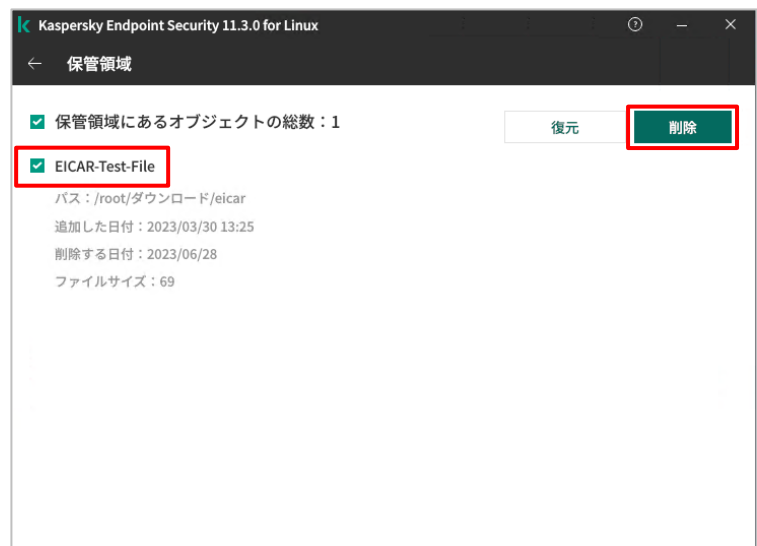 Kaspersky Endpoint Security 11.3.0 for Linux
保管領域
保管領域にあるオブジェクトの総数：1
復元
削除
EICAR-Test-File
パス：/root/ダウンロード/eicar
追加した日付：2023/03/30 13:25
削除する日付：2023/06/28
ファイルサイズ：69